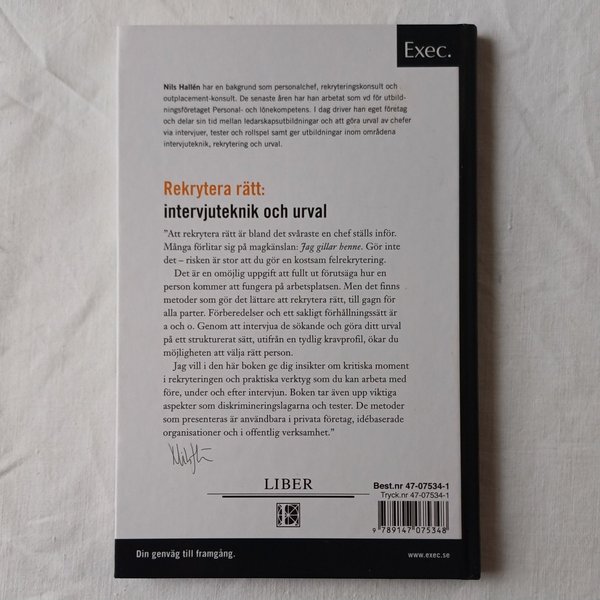 Exec.
Nils Hallén har en bakgrund som personalchef, rekryteringskonsult och
outplacement-konsult. De senaste åren har han arbetat som vd för utbild-
ningsföretaget Personal- och lönekompetens. I dag driver han eget företag
och delar sin tid mellan ledarskapsutbildningar och att göra urval av chefer
via intervjuer, tester och rollspel samt ger utbildningar inom områdena
intervjuteknik, rekrytering och urval.
Rekrytera rätt:
intervjuteknik och urval
”Att rekrytera rätt är bland det svåraste en chef ställs inför.
Många förlitar sig på magkänslan: Jag gillar henne. Gör inte
det – risken är stor att du gör en kostsam felrekrytering.
Det är en omöjlig uppgift att fullt ut förutsäga hur en
person kommer att fungera på arbetsplatsen. Men det finns
metoder som gör det lättare att rekrytera rätt, till gagn för
alla parter. Förberedelser och ett sakligt förhållningssätt är
a och o. Genom att intervjua de sökande och göra ditt urval
på ett strukturerat sätt, utifrån en tydlig kravprofil, ökar du
möjligheten att välja rätt person.
Jag vill i den här boken ge dig insikter om kritiska moment
i rekryteringen och praktiska verktyg som du kan arbeta med
före, under och efter intervjun. Boken tar även upp viktiga
aspekter som diskrimineringslagarna och tester. De metoder
som presenteras är användbara i privata företag, idébaserade
organisationer och i offentlig verksamhet.”
LIBER
Best.nr 47-07534-1
Tryck.nr 47-07534-1
9 789147 075348
Din genväg till framgång.
www.exec.se